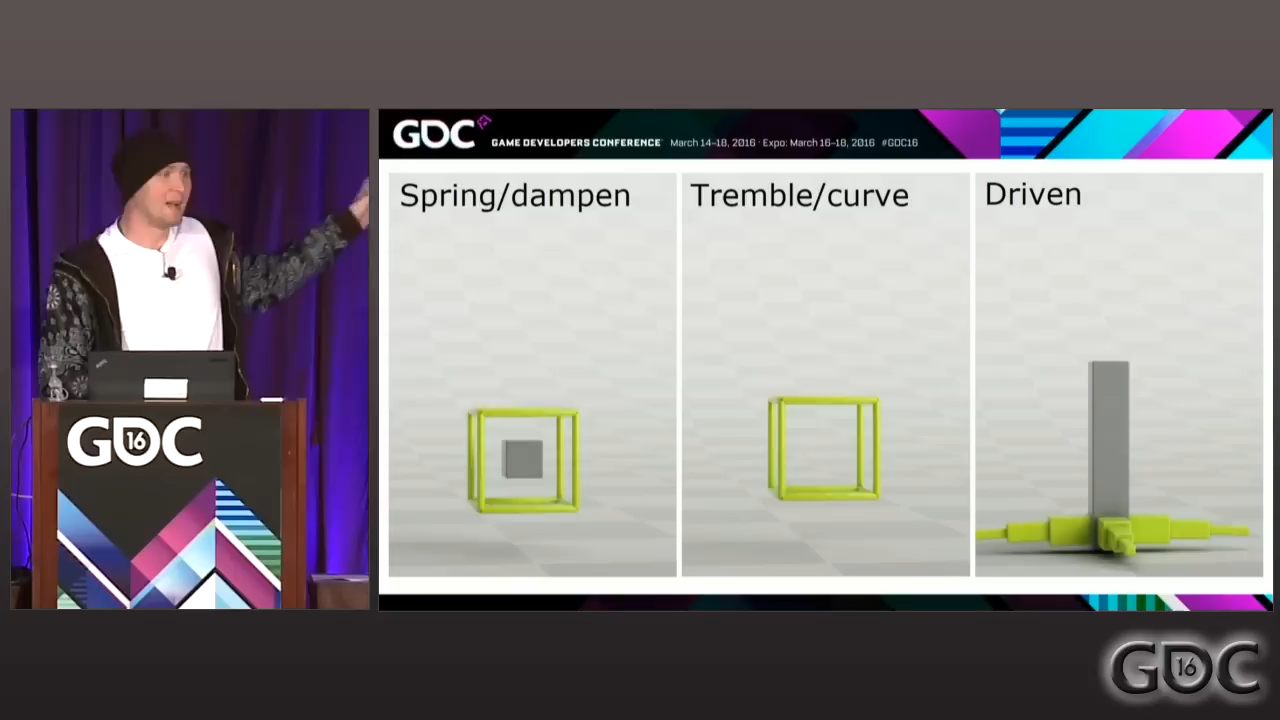 GDC
GAME DEVELOPERS CONFERENCE March 14-18, 2016 · Expo: March 16-18, 2016 #GDC16
Spring/dampen
Tremble/curve
Driven
GDC
16
GDC
16